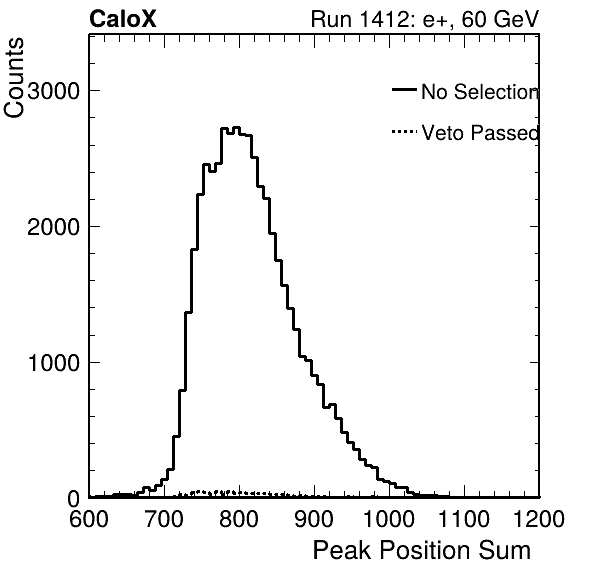 CaloX Run 1412: e+, 60 GeV
Counts
3000
2000
1000
0
No Selection
Veto Passed
600 700 800 900 1000 1100 1200
Peak Position Sum